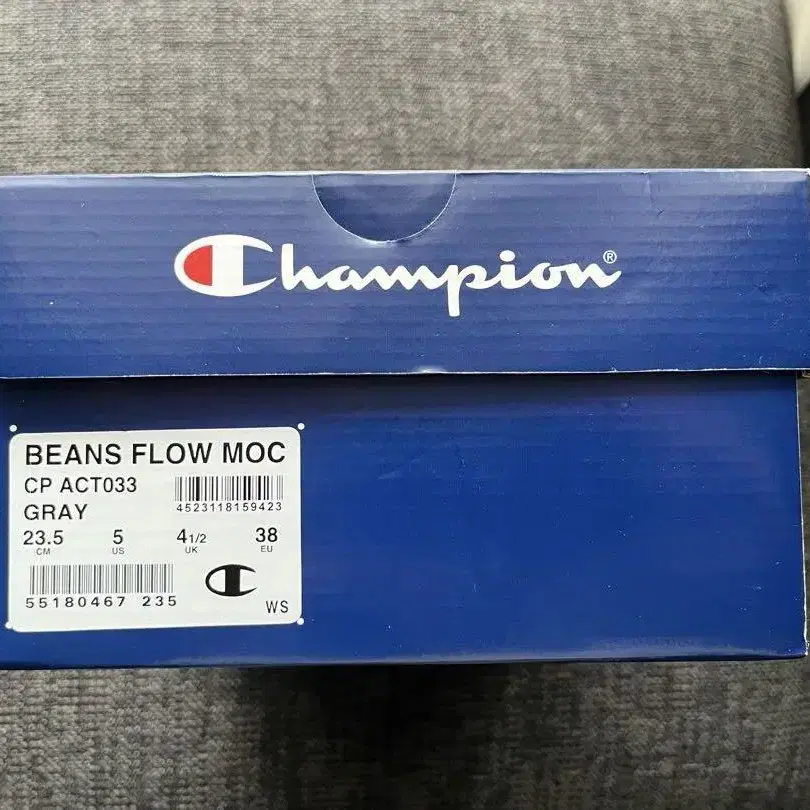 Champion®
BEANS FLOW MOC
CP ACT033
4523118159423
GRAY
23.5 5 4 1/2 38
CM US UK EU
55180467 235
C
WS